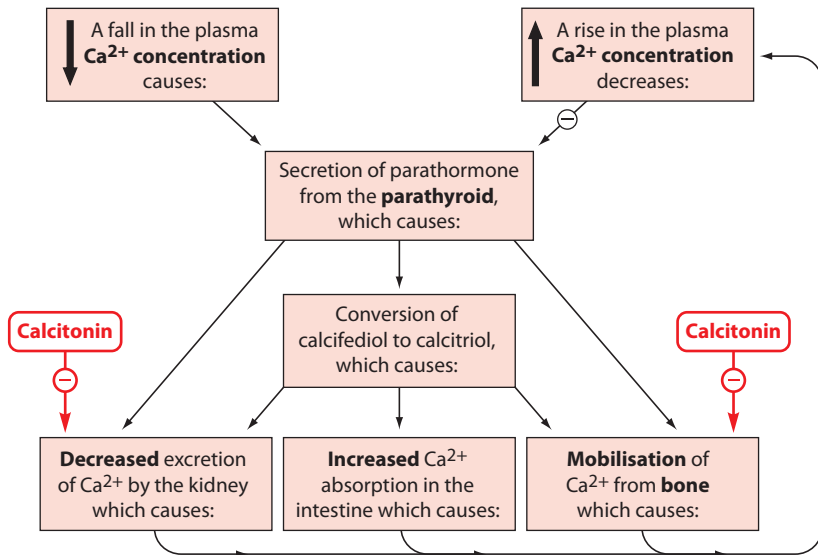 A fall in the plasma
Ca²⁺ concentration
causes:
A rise in the plasma
Ca²⁺ concentration
decreases:
−
Secretion of parathormone
from the parathyroid,
which causes:
Conversion of
calcifediol to calcitriol,
which causes:
Calcitonin
−
Calcitonin
−
Decreased excretion
of Ca²⁺ by the kidney
which causes:
Increased Ca²⁺
absorption in the
intestine which causes:
Mobilisation of
Ca²⁺ from bone
which causes: